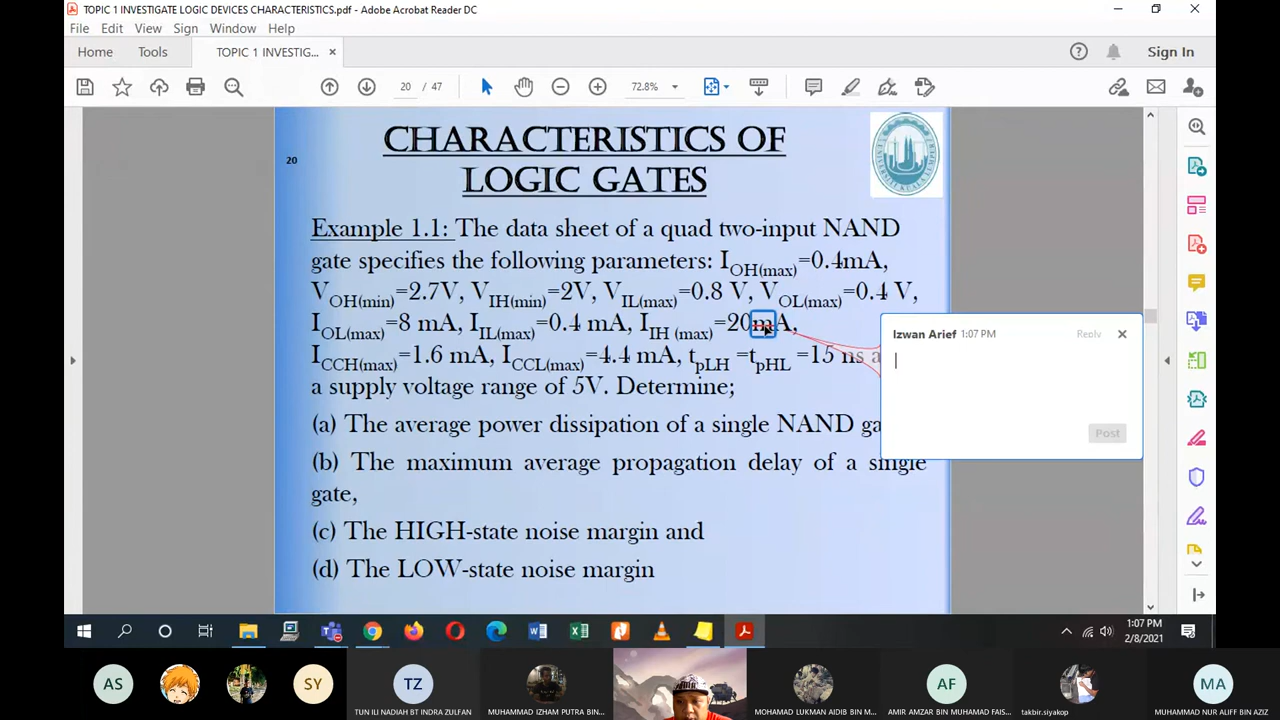 TOPIC 1 INVESTIGATE LOGIC DEVICES CHARACTERISTICS.pdf - Adobe Acrobat Reader DC
File Edit View Sign Window Help
Home Tools TOPIC 1 INVESTIG... × Sign In
20 / 47 72.8%
CHARACTERISTICS OF
LOGIC GATES
20
Example 1.1: The data sheet of a quad two-input NAND
gate specifies the following parameters: IOH(max)=0.4mA,
VOH(min)=2.7V, VIH(min)=2V, VIL(max)=0.8 V, VOL(max)=0.4 V,
IOL(max)=8 mA, IIL(max)=0.4 mA, IIH (max)=20mA,
ICCH(max)=1.6 mA, ICCL(max)=4.4 mA, tpLH =tpHL =15 ns a
a supply voltage range of 5V. Determine;
(a) The average power dissipation of a single NAND ga
(b) The maximum average propagation delay of a single
gate,
(c) The HIGH-state noise margin and
(d) The LOW-state noise margin
Izwan Arief 1:07 PM Reply
Post
1:07 PM
2/8/2021
AS
SY
TZ
TUN ILI NADIAH BT INDRA ZULFAN
MUHAMMAD IZHAM PUTRA BIN...
MOHAMAD LUKMAN AIDIB BIN M...
AF
AMIR AMZAR BIN MUHAMAD FAIS...
takbir.siyakop
MA
MUHAMMAD NUR ALIFF BIN AZIZ